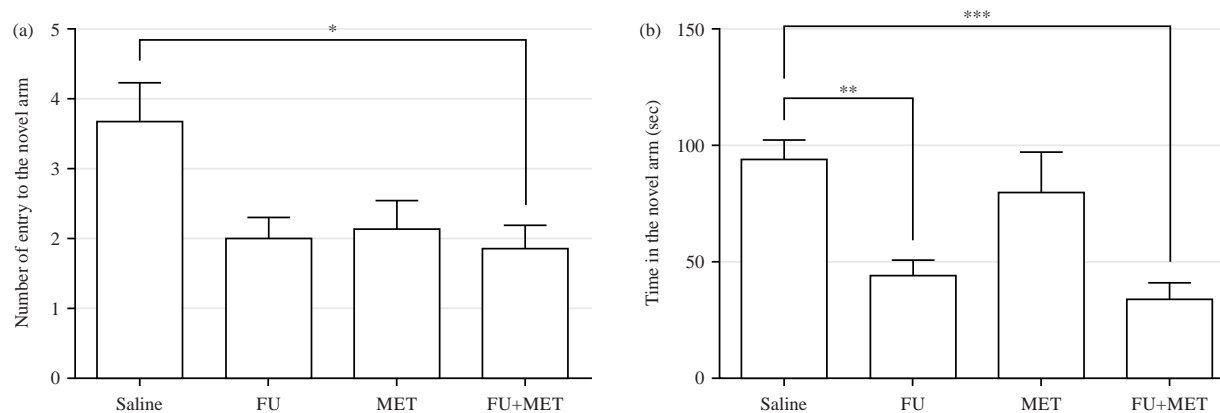 (a)
Number of entry to the novel arm
5
4
3
2
1
0
*
Saline FU MET FU+MET
(b)
Time in the novel arm (sec)
150
100
50
0
***
**
Saline FU MET FU+MET